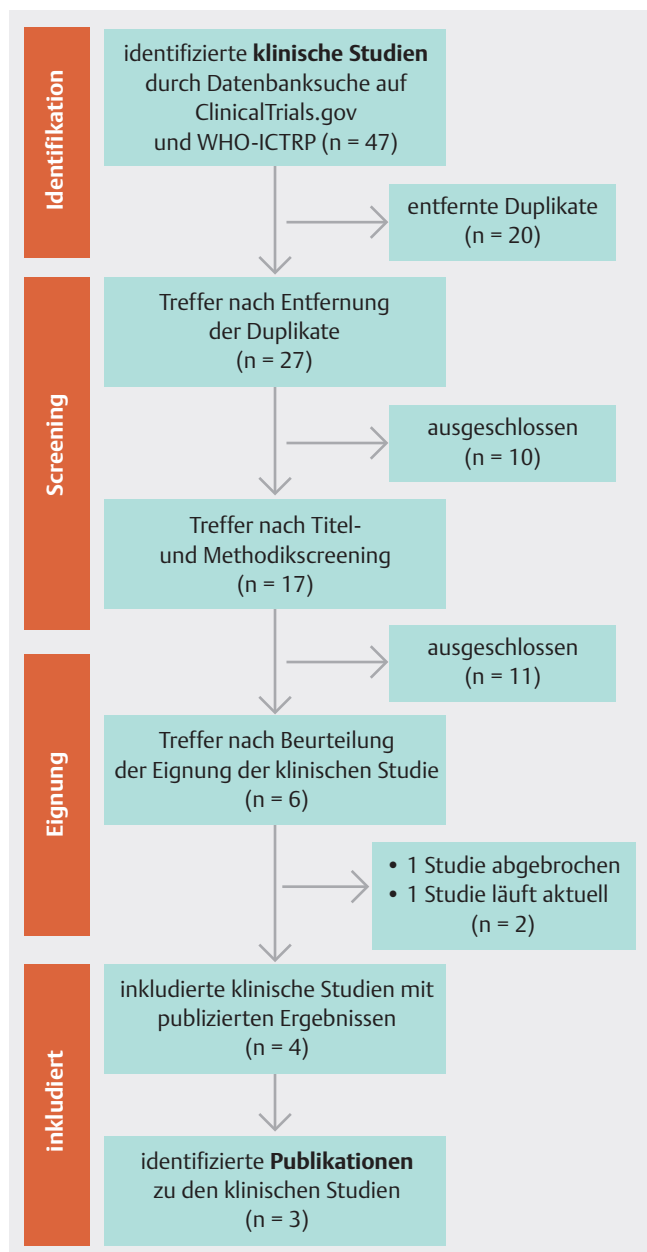 Identifikation
identifizierte klinische Studien
durch Datenbanksuche auf
ClinicalTrials.gov
und WHO-ICTRP (n = 47)
entfernte Duplikate
(n = 20)
Screening
Treffer nach Entfernung
der Duplikate
(n = 27)
ausgeschlossen
(n = 10)
Treffer nach Titel-
und Methodikscreening
(n = 17)
ausgeschlossen
(n = 11)
Eignung
Treffer nach Beurteilung
der Eignung der klinischen Studie
(n = 6)
• 1 Studie abgebrochen
• 1 Studie läuft aktuell
(n = 2)
inkludiert
inkludierte klinische Studien mit
publizierten Ergebnissen
(n = 4)
identifizierte Publikationen
zu den klinischen Studien
(n = 3)